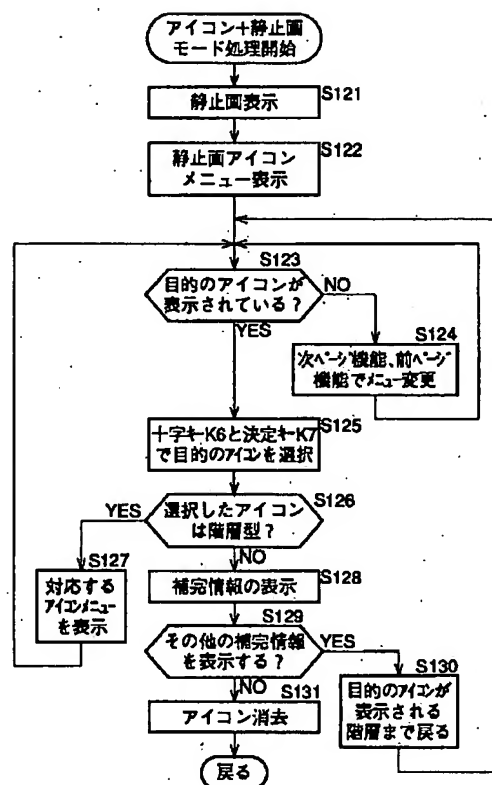 アイコン+静止画
モード処理開始
S121
静止画表示
S122
静止画アイコン
メニュー表示
S123
目的のアイコンが
表示されている?
NO
YES
S124
次ページ機能、前ページ
機能でメニュー変更
S125
十字キーK6と決定キーK7
で目的のアイコンを選択
S126
選択したアイコン
は階層型?
YES
NO
S127
対応する
アイコンメニュー
を表示
S128
補完情報の表示
S129
その他の補完情報
を表示する?
YES
NO
S130
目的のアイコンが
表示される
階層まで戻る
S131
アイコン消去
戻る